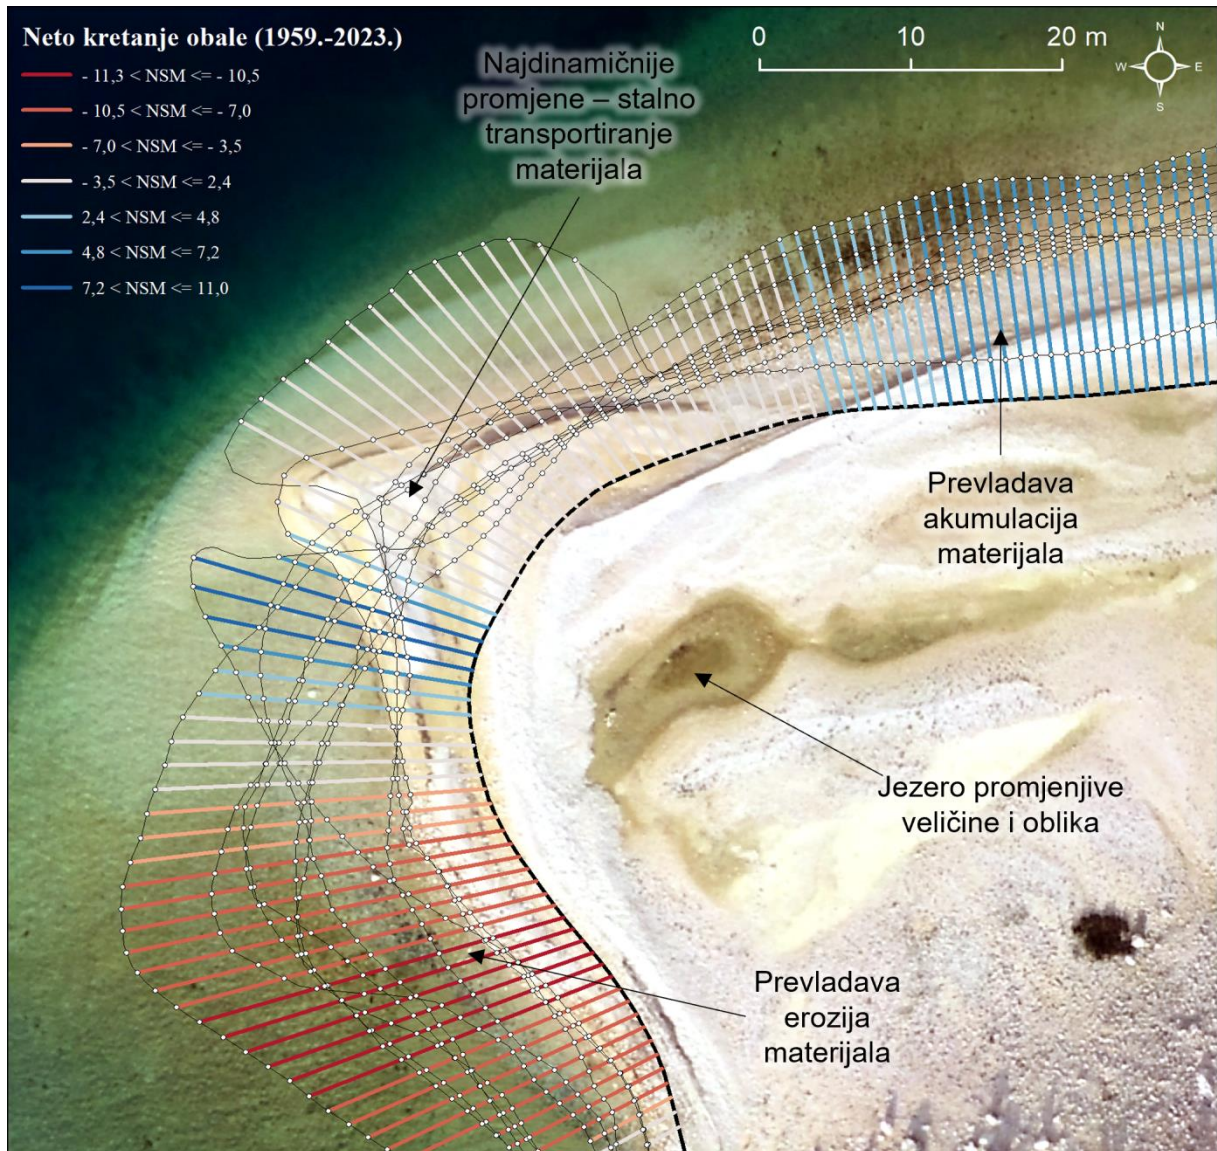 Neto kretanje obale (1959.-2023.)
- 11,3 < NSM <= - 10,5
- 10,5 < NSM <= - 7,0
- 7,0 < NSM <= - 3,5
- 3,5 < NSM <= 2,4
2,4 < NSM <= 4,8
4,8 < NSM <= 7,2
7,2 < NSM <= 11,0
Najdinamičnije
promjene – stalno
transportiranje
materijala
0 10 20 m
N
W E
S
Prevladava
akumulacija
materijala
Jezero promjenjive
veličine i oblika
Prevladava
erozija
materijala